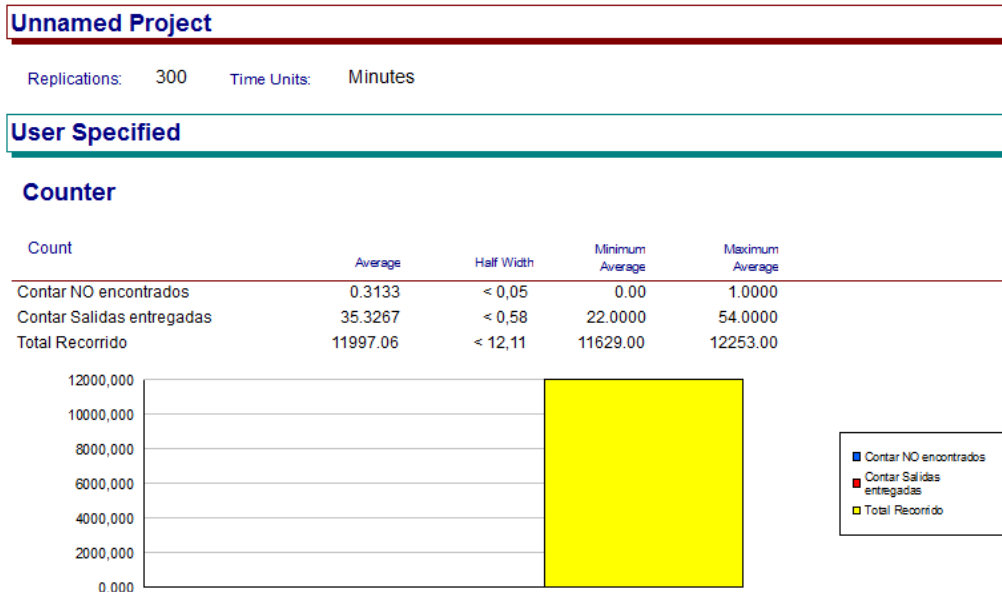 Unnamed Project
Replications: 300 Time Units: Minutes
User Specified
Counter
Count Average Half Width Minimum Average Maximum Average
Contar NO encontrados 0.3133 < 0,05 0.00 1.0000
Contar Salidas entregadas 35.3267 < 0,58 22.0000 54.0000
Total Recorrido 11997.06 < 12,11 11629.00 12253.00
12000,000
10000,000
8000,000
6000,000
4000,000
2000,000
0.000
Contar NO encontrados
Contar Salidas
entregadas
Total Recorrido